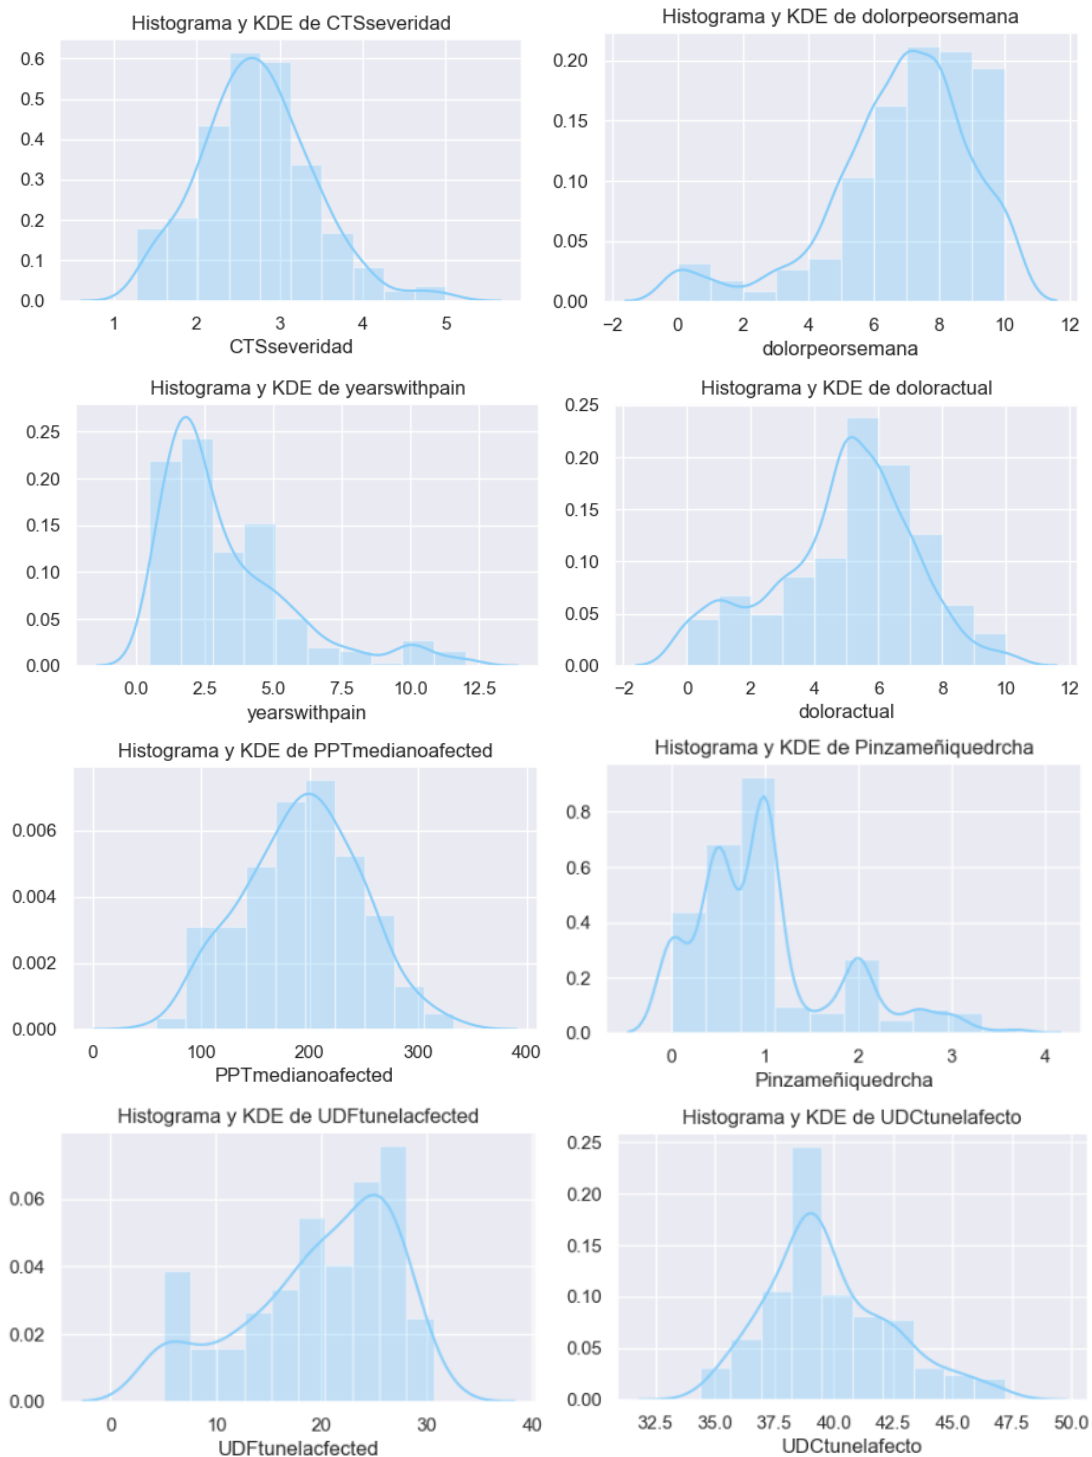 Histograma y KDE de CTSseveridad
0.6
0.5
0.4
0.3
0.2
0.1
0.0
1 2 3 4 5
CTSseveridad
Histograma y KDE de dolorpeorsemana
0.20
0.15
0.10
0.05
0.00
−2 0 2 4 6 8 10 12
dolorpeorsemana
Histograma y KDE de yearswithpain
0.25
0.20
0.15
0.10
0.05
0.00
0.0 2.5 5.0 7.5 10.0 12.5
yearswithpain
Histograma y KDE de doloractual
0.25
0.20
0.15
0.10
0.05
0.00
−2 0 2 4 6 8 10 12
doloractual
Histograma y KDE de PPTmedianoafected
0.006
0.004
0.002
0.000
0 100 200 300 400
PPTmedianoafected
Histograma y KDE de Pinzameñiquedrcha
0.8
0.6
0.4
0.2
0.0
0 1 2 3 4
Pinzameñiquedrcha
Histograma y KDE de UDFtunelacfected
0.06
0.04
0.02
0.00
0 10 20 30 40
UDFtunelacfected
Histograma y KDE de UDCtunelafecto
0.25
0.20
0.15
0.10
0.05
0.00
32.5 35.0 37.5 40.0 42.5 45.0 47.5 50.0
UDCtunelafecto